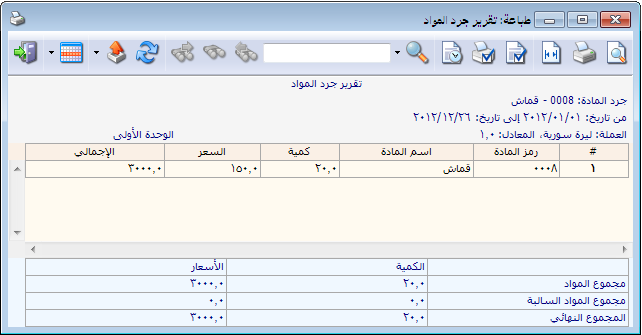 طباعة: تقرير جرد المواد
تقرير جرد المواد
جرد المادة: 0008 - قماش
من تاريخ: ٢٠١٢/٠١/٠١ إلى تاريخ: ٢٠١٢/١٢/٢٦
العملة: ليرة سورية، المعادل: ١,٠ الوحدة الأولى
# رمز المادة اسم المادة كمية السعر الإجمالي
١ ٠٠٠٨ قماش ٢٠,٠ ١٥٠,٠ ٣٠٠٠,٠
الكمية الأسعار
مجموع المواد ٢٠,٠ ٣٠٠٠,٠
مجموع المواد السالبة ٠,٠ ٠,٠
المجموع النهائي ٢٠,٠ ٣٠٠٠,٠